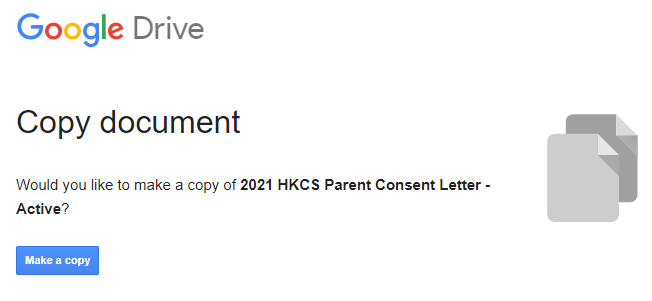 Google Drive
Copy document
Would you like to make a copy of 2021 HKCS Parent Consent Letter -
Active?
Make a copy